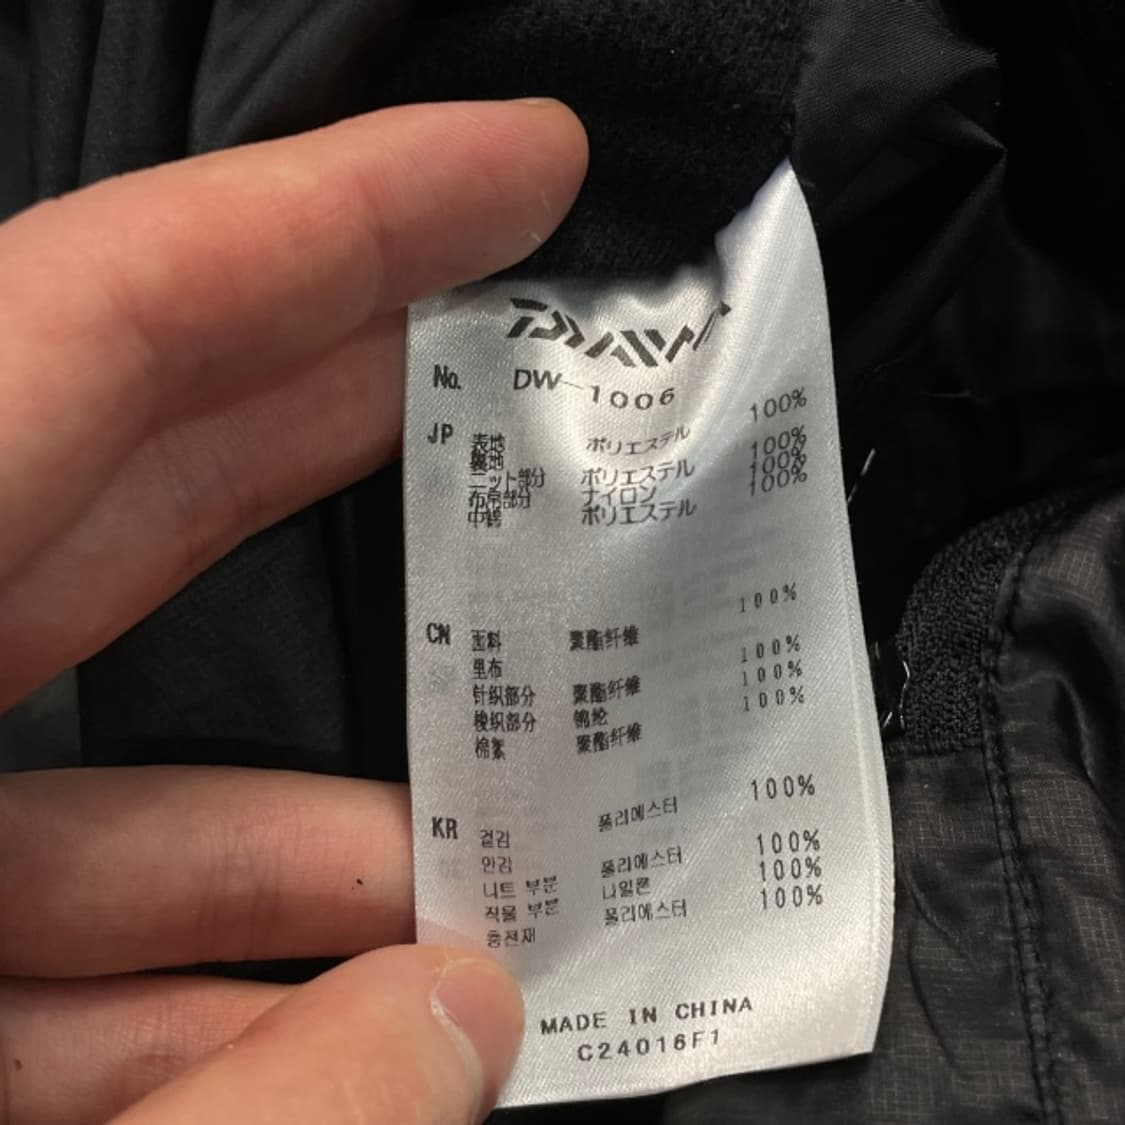 DAIWA
No. DW-1006
JP 表地 ポリエステル 100%
裏地
ニット部分 ポリエステル 100%
布帛部分 ナイロン 100%
中綿 ポリエステル 100%
CN 面料 聚酯纤维 100%
里布
针织部分 聚酯纤维 100%
梭织部分 锦纶 100%
棉絮 聚酯纤维 100%
KR 겉감 폴리에스터 100%
안감
니트 부분 폴리에스터 100%
직물 부분 나일론 100%
충전재 폴리에스터 100%
MADE IN CHINA
C24016F1